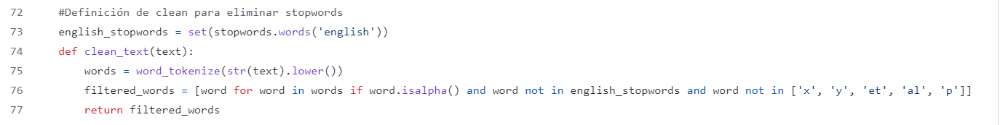 72 #Definición de clean para eliminar stopwords
73 english_stopwords = set(stopwords.words('english'))
74 def clean_text(text):
75     words = word_tokenize(str(text).lower())
76     filtered_words = [word for word in words if word.isalpha() and word not in english_stopwords and word not in ['x', 'y', 'et', 'al', 'p']]
77     return filtered_words